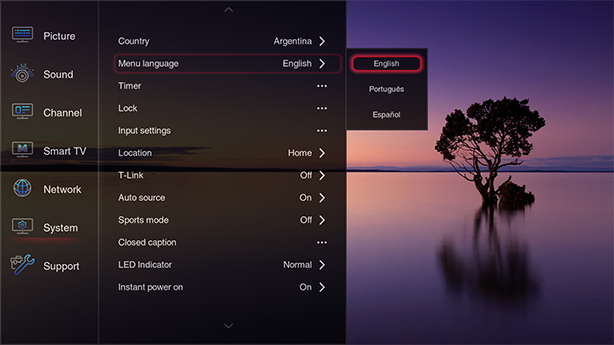 Picture
Sound
Channel
Smart TV
Network
System
Support
Country Argentina
Menu language English
Timer
Lock
Input settings
Location Home
T-Link Off
Auto source On
Sports mode Off
Closed caption
LED Indicator Normal
Instant power on On
English
Português
Español